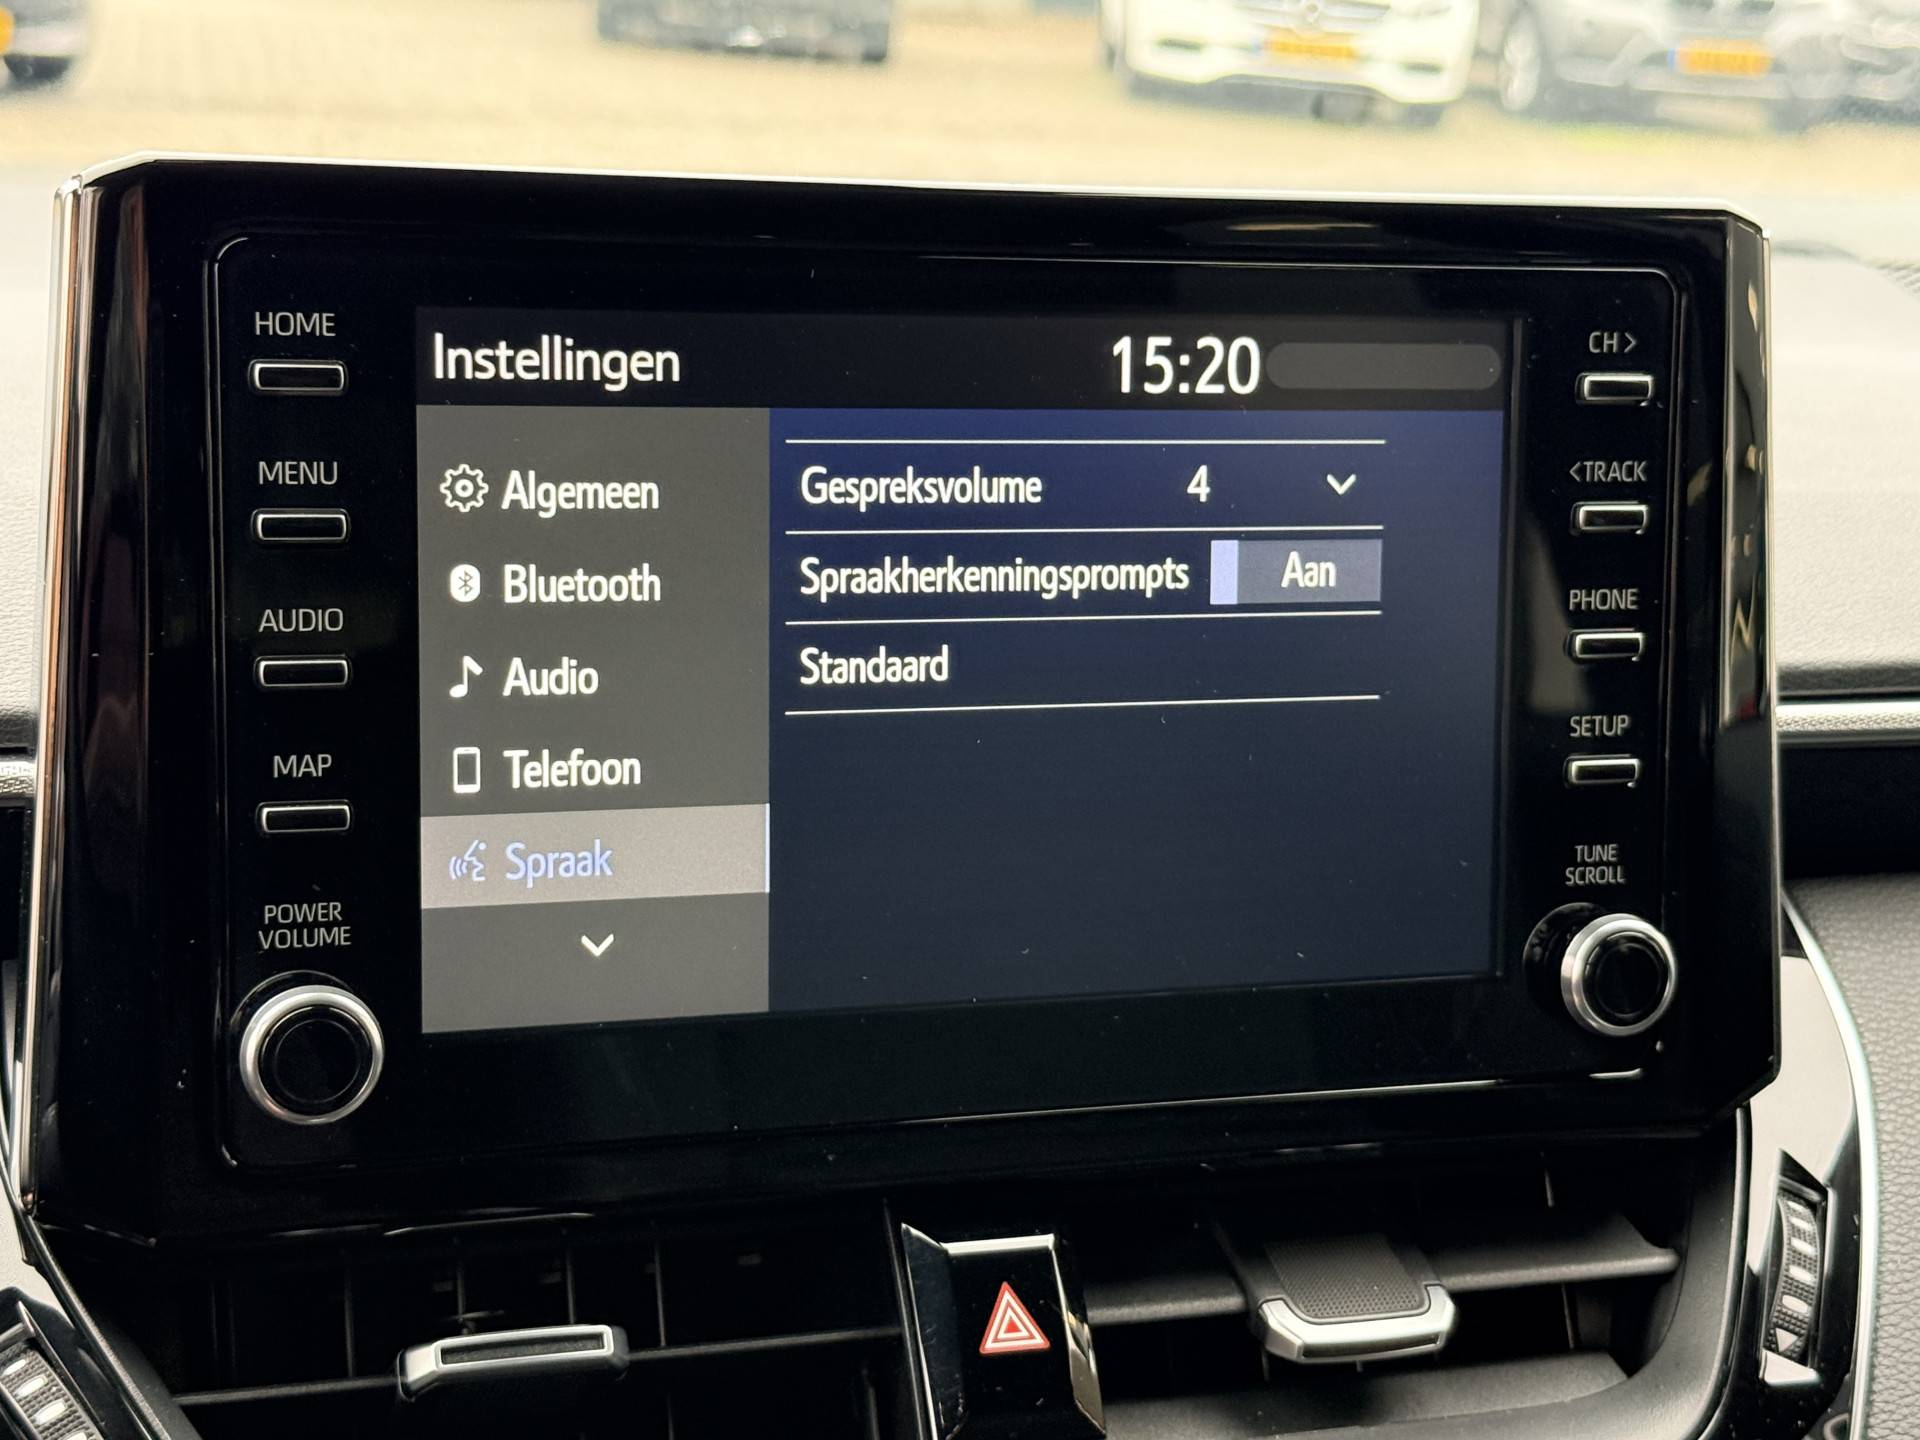 HOME
MENU
AUDIO
MAP
POWER
VOLUME
Instellingen 15:20
Algemeen
Bluetooth
Audio
Telefoon
Spraak
Gespreksvolume 4
Spraakherkenningsprompts Aan
Standaard
CH>
<TRACK
PHONE
SETUP
TUNE
SCROLL